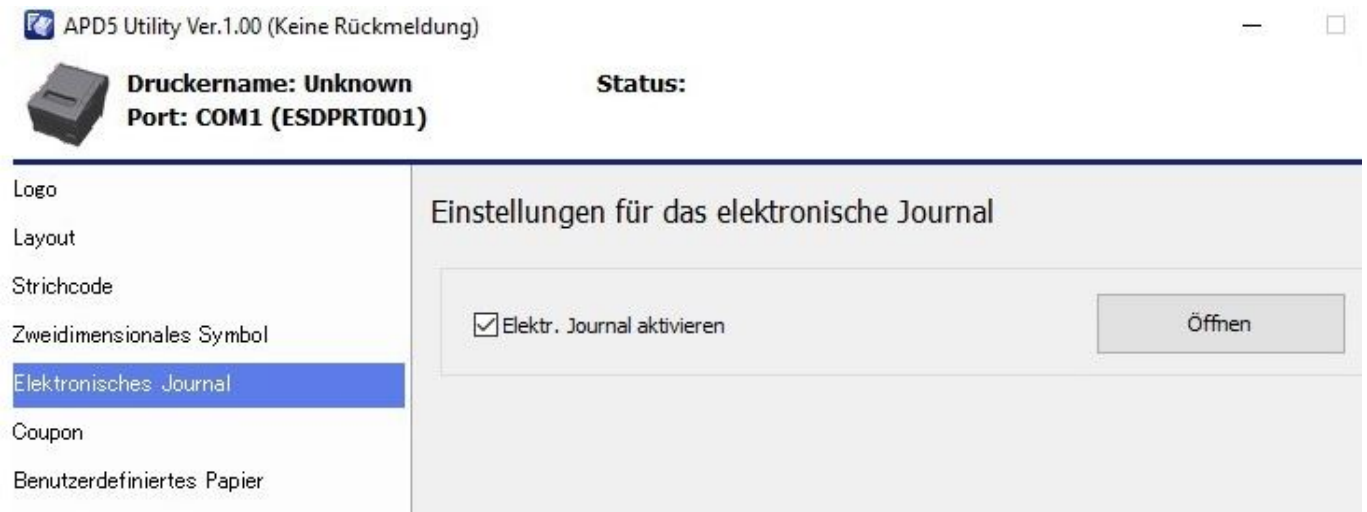 APD5 Utility Ver.1.00 (Keine Rückmeldung)
Druckername: Unknown
Status:
Port: COM1 (ESDPRT001)
Logo
Layout
Strichcode
Zweidimensionales Symbol
Elektronisches Journal
Coupon
Benutzerdefiniertes Papier
Einstellungen für das elektronische Journal
Elektr. Journal aktivieren
Öffnen